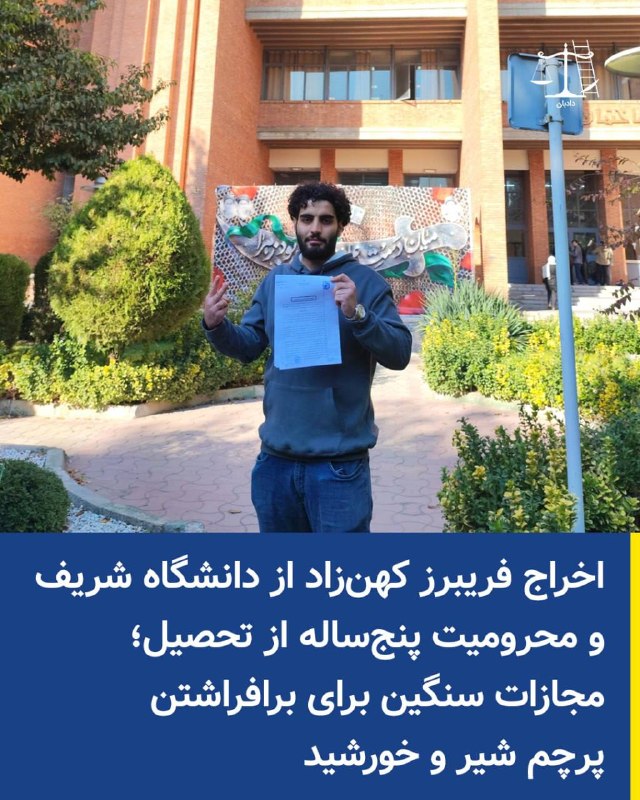 دادبان
اخراج فریبرز کهن‌زاد از دانشگاه شریف
و محرومیت پنج‌ساله از تحصیل؛
مجازات سنگین برای برافراشتن
پرچم شیر و خورشید